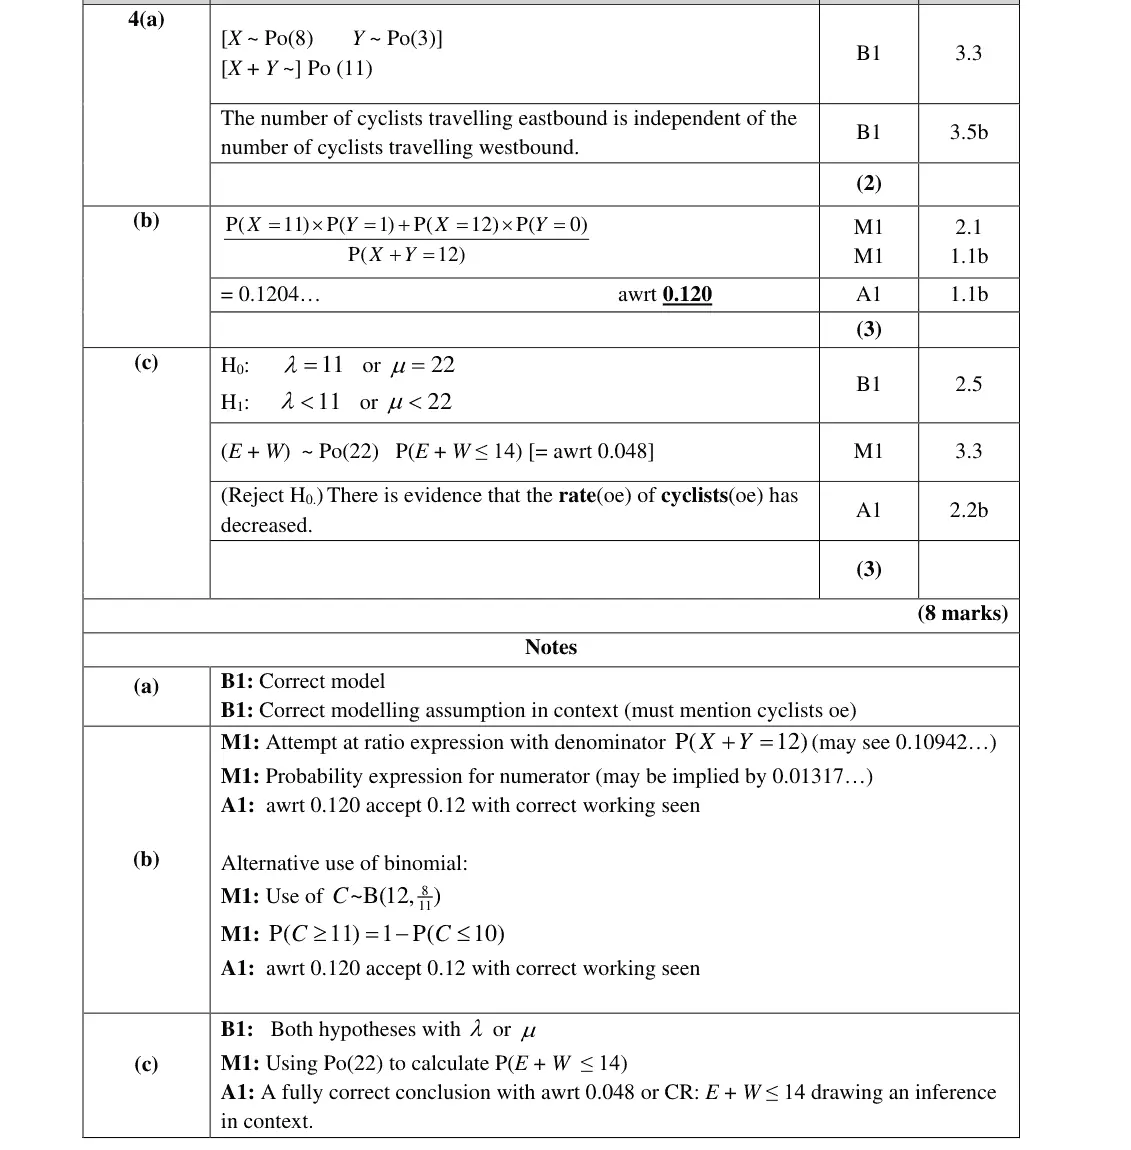 4(a)
[X ~ Po(8) Y ~ Po(3)]
[X + Y ~] Po (11)
B1
3.3
The number of cyclists travelling eastbound is independent of the
number of cyclists travelling westbound.
B1
3.5b
(2)
(b)
P(X = 11) × P(Y = 1) + P(X = 12) × P(Y = 0)
P(X + Y = 12)
M1
M1
2.1
1.1b
= 0.1204… awrt 0.120
A1
1.1b
(3)
(c)
H₀: λ = 11 or μ = 22
H₁: λ < 11 or μ < 22
B1
2.5
(E + W) ~ Po(22) P(E + W ≤ 14) [= awrt 0.048]
M1
3.3
(Reject H₀.) There is evidence that the rate(oe) of cyclists(oe) has
decreased.
A1
2.2b
(3)
(8 marks)
Notes
(a)
B1: Correct model
B1: Correct modelling assumption in context (must mention cyclists oe)
(b)
M1: Attempt at ratio expression with denominator P(X + Y = 12) (may see 0.10942…)
M1: Probability expression for numerator (may be implied by 0.01317…)
A1: awrt 0.120 accept 0.12 with correct working seen
Alternative use of binomial:
M1: Use of C~B(12, 8/11)
M1: P(C ≥ 11) = 1 − P(C ≤ 10)
A1: awrt 0.120 accept 0.12 with correct working seen
(c)
B1: Both hypotheses with λ or μ
M1: Using Po(22) to calculate P(E + W ≤ 14)
A1: A fully correct conclusion with awrt 0.048 or CR: E + W ≤ 14 drawing an inference
in context.